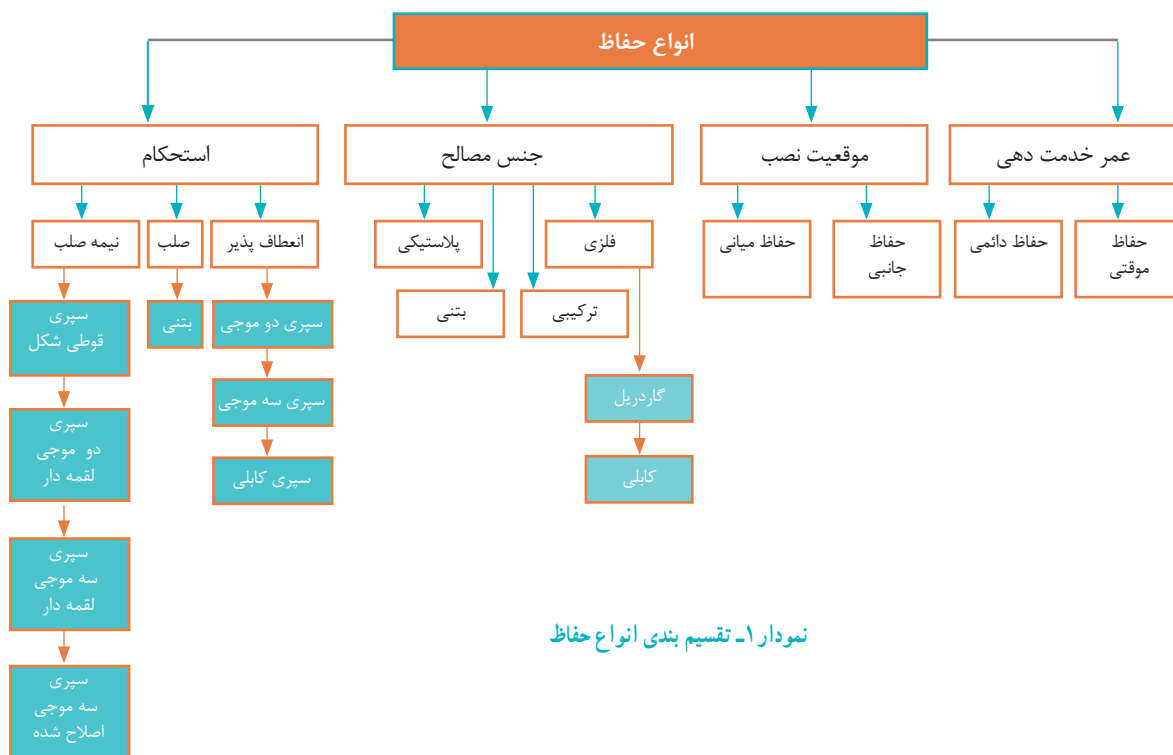 انواع حفاظ
عمر خدمت دهی
موقعیت نصب
جنس مصالح
استحکام
حفاظ
موقتی
حفاظ دائمی
حفاظ
جانبی
حفاظ میانی
فلزی
ترکیبی
بتنی
پلاستیکی
گاردریل
کابلی
انعطاف پذیر
صلب
نیمه صلب
سپری دو موجی
سپری سه موجی
سپری کابلی
بتنی
سپری
قوطی شکل
سپری
دو موجی
لقمه دار
سپری
سه موجی
لقمه دار
سپری
سه موجی
اصلاح شده
نمودار ۱ـ تقسیم بندی انواع حفاظ